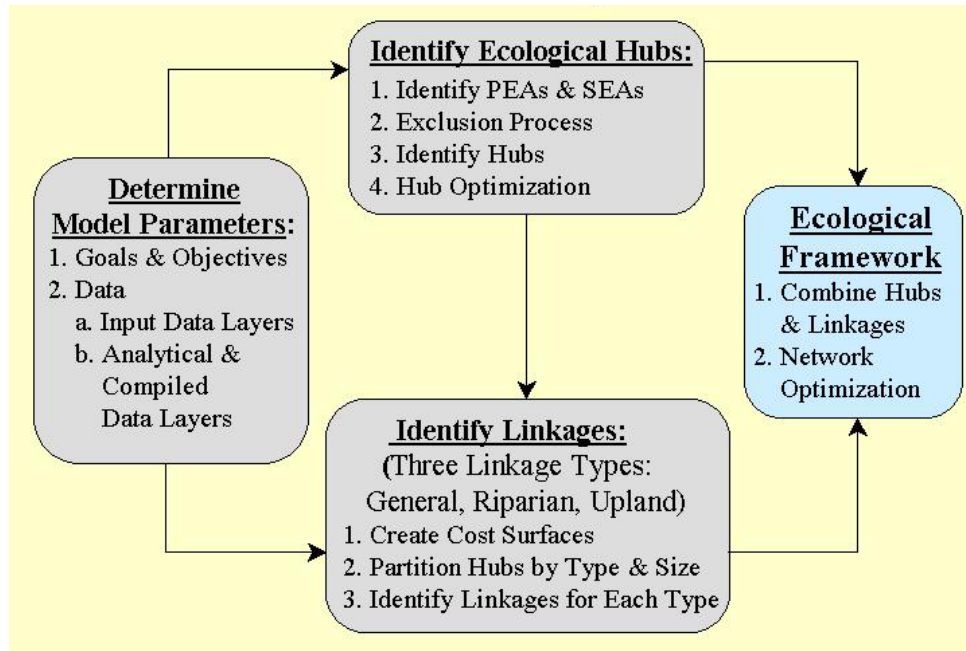 Determine
Model Parameters:
1. Goals & Objectives
2. Data
a. Input Data Layers
b. Analytical &
Compiled
Data Layers
Identify Ecological Hubs:
1. Identify PEAs & SEAs
2. Exclusion Process
3. Identify Hubs
4. Hub Optimization
Identify Linkages:
(Three Linkage Types:
General, Riparian, Upland)
1. Create Cost Surfaces
2. Partition Hubs by Type & Size
3. Identify Linkages for Each Type
Ecological
Framework
1. Combine Hubs
& Linkages
2. Network
Optimization